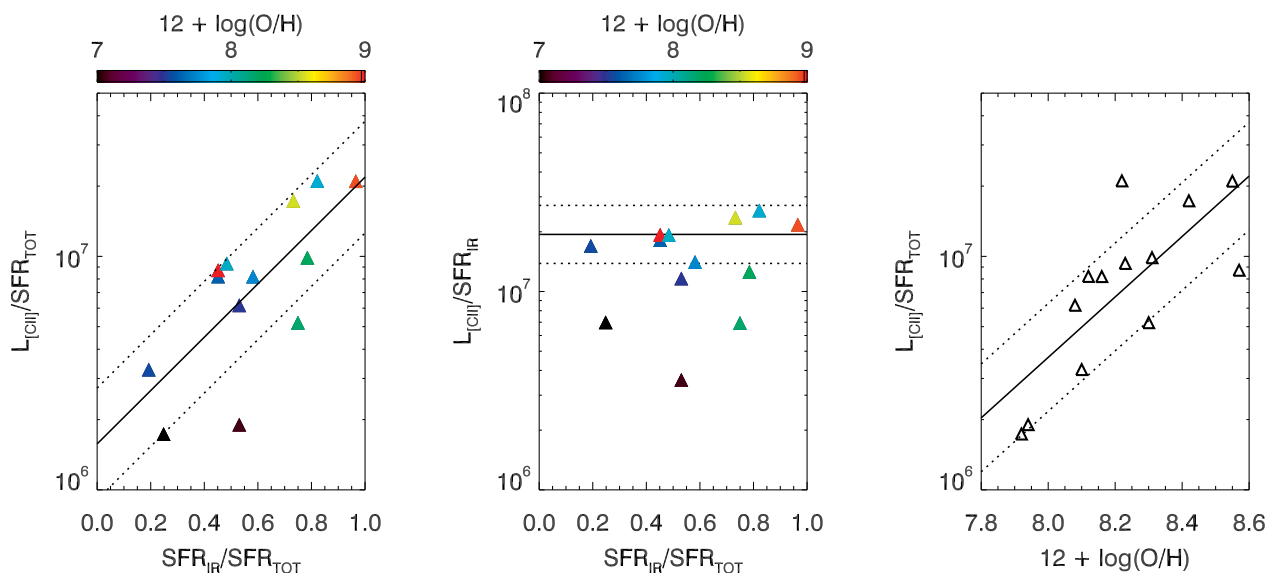 12 + log(O/H)
7 8 9
L[CII]/SFRTOT
10^7
10^6
0.0 0.2 0.4 0.6 0.8 1.0
SFRIR/SFRTOT
12 + log(O/H)
7 8 9
L[CII]/SFRIR
10^8
10^7
10^6
0.0 0.2 0.4 0.6 0.8 1.0
SFRIR/SFRTOT
L[CII]/SFRTOT
10^7
10^6
7.8 8.0 8.2 8.4 8.6
12 + log(O/H)